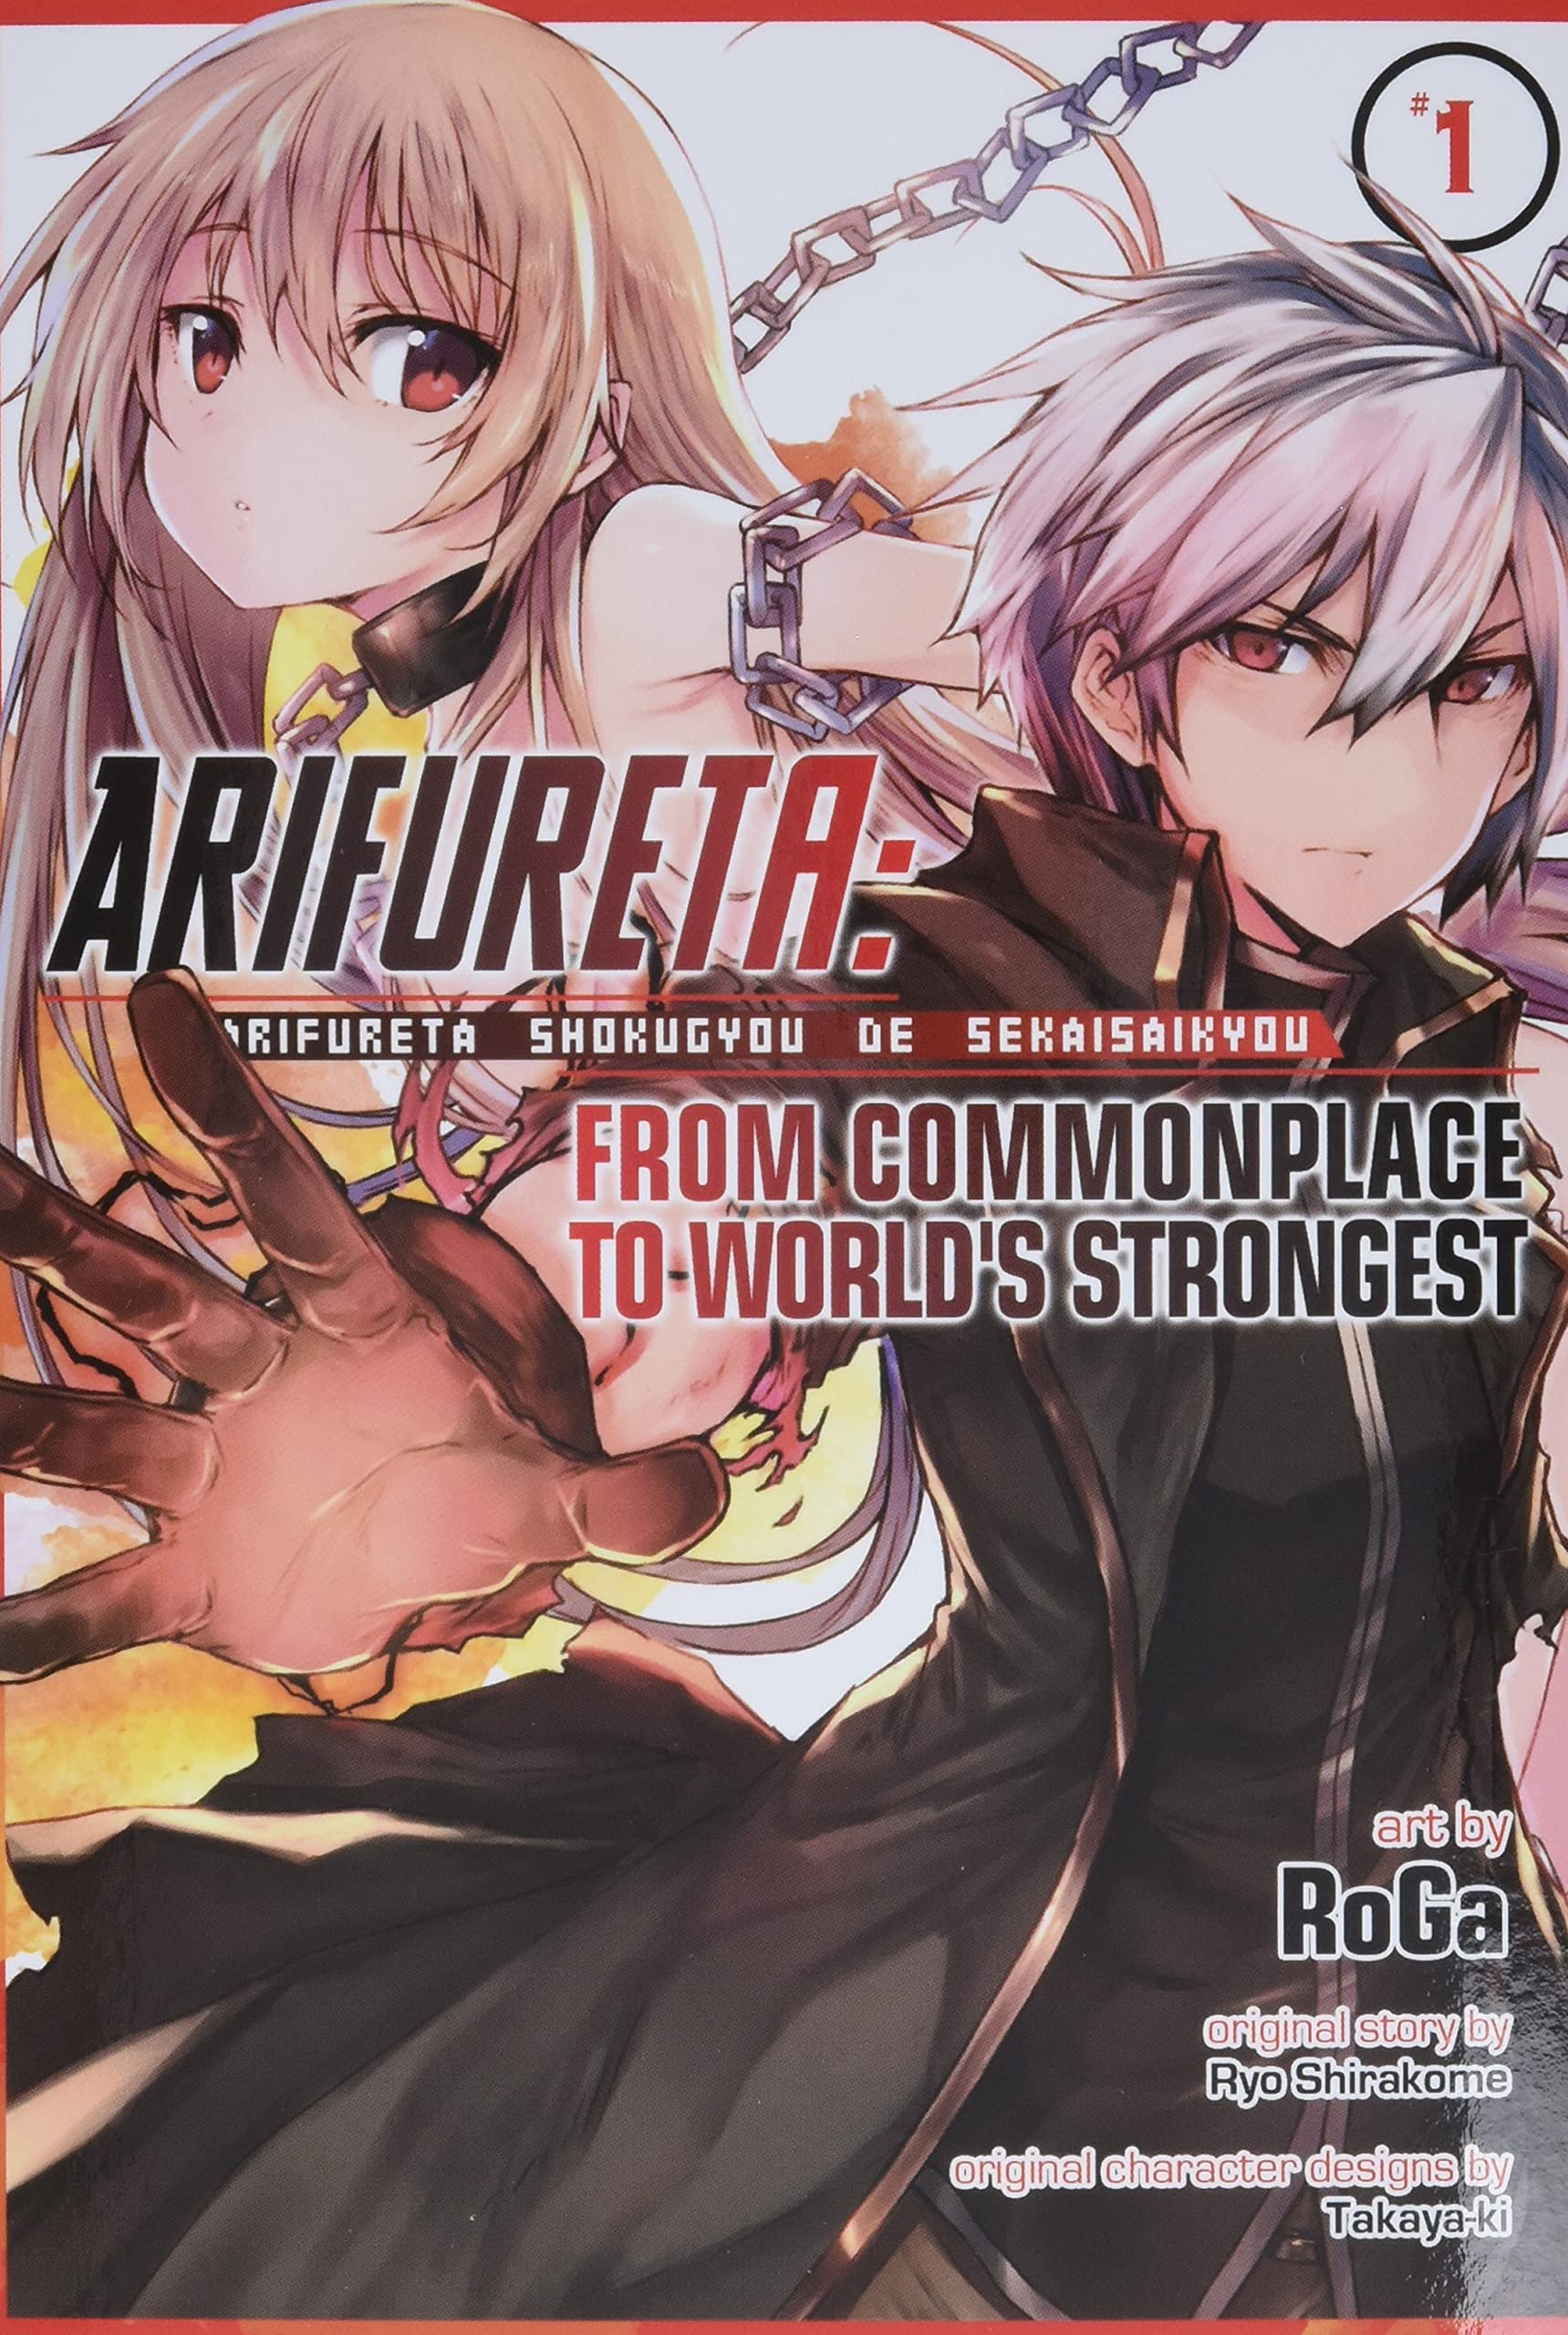 #1
ARIFURETA:
ARIFURETA SHOKUGYOU DE SEKAISAIKYOU
FROM COMMONPLACE
TO WORLD'S STRONGEST
art by
RoGa
original story by
Ryo Shirakome
original character designs by
Takaya-ki